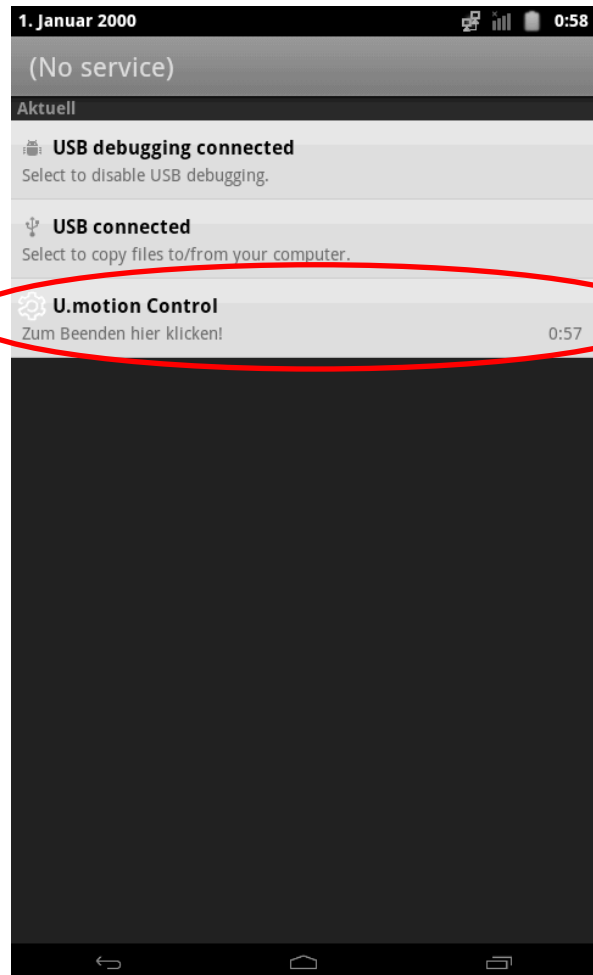 1. Januar 2000 0:58
(No service)
Aktuell
USB debugging connected
Select to disable USB debugging.
USB connected
Select to copy files to/from your computer.
U.motion Control
Zum Beenden hier klicken! 0:57